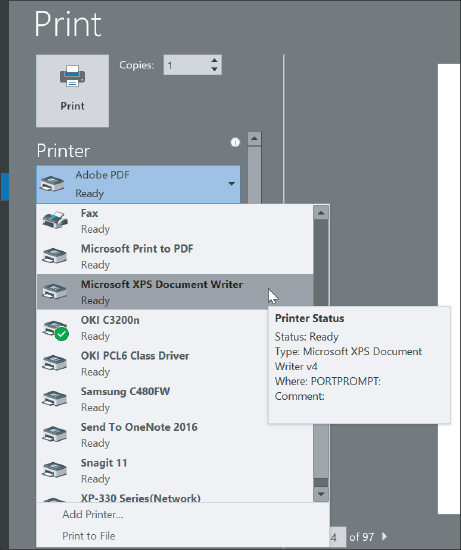 Print
Copies: 1
Print
Printer
Adobe PDF
Ready
Fax
Ready
Microsoft Print to PDF
Ready
Microsoft XPS Document Writer
Ready
OKI C3200n
Ready
OKI PCL6 Class Driver
Ready
Samsung C480FW
Ready
Send To OneNote 2016
Ready
Snagit 11
Ready
XP-330 Series(Network)
Add Printer...
Print to File
Printer Status
Status: Ready
Type: Microsoft XPS Document
Writer v4
Where: PORTPROMPT:
Comment:
4 of 97